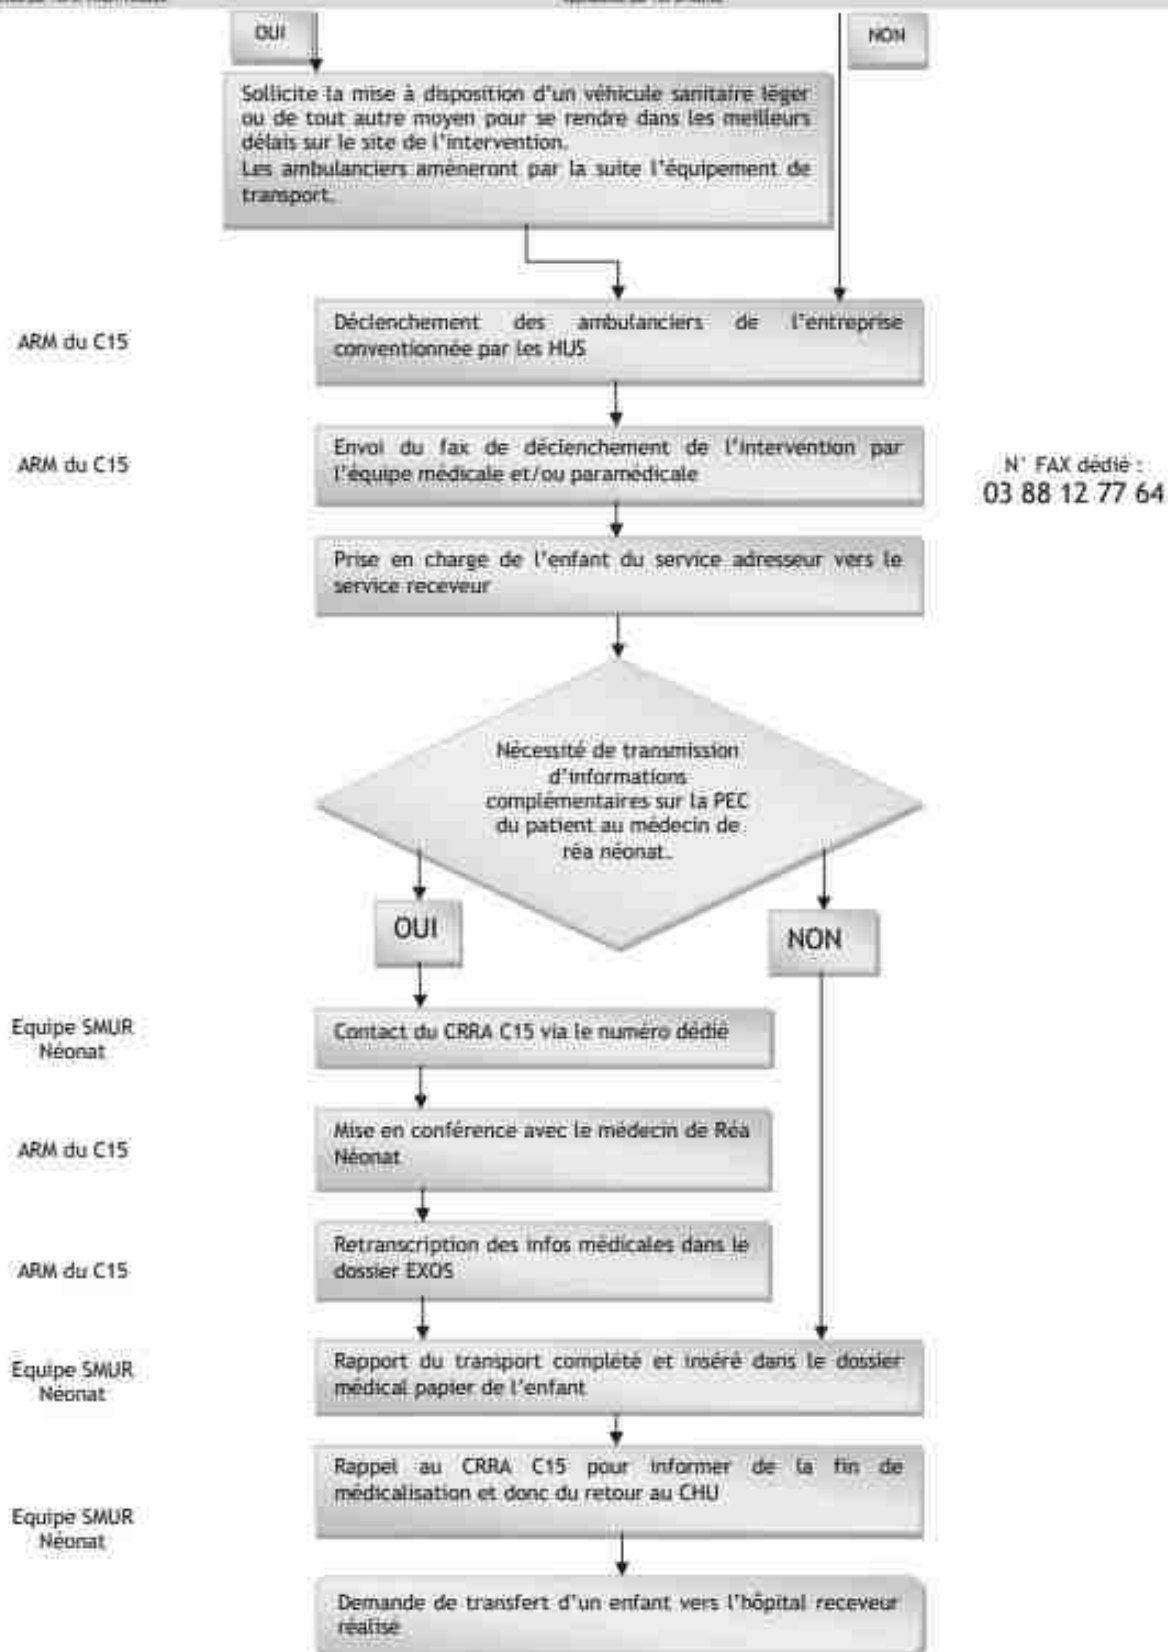 OUI
NON
Sollicite la mise à disposition d'un véhicule sanitaire léger
ou de tout autre moyen pour se rendre dans les meilleurs
délais sur le site de l'intervention.
Les ambulanciers amèneront par la suite l'équipement de
transport.
ARM du C15
Déclenchement des ambulanciers de l'entreprise
conventionnée par les HUS
ARM du C15
Envoi du fax de déclenchement de l'intervention par
l'équipe médicale et/ou paramédicale
N° FAX dédié :
03 88 12 77 64
Prise en charge de l'enfant du service adresseur vers le
service receveur
Nécessité de transmission
d'informations
complémentaires sur la PEC
du patient au médecin de
réa néonat.
OUI
NON
Equipe SMUR
Néonat
Contact du CRRA C15 via le numéro dédié
ARM du C15
Mise en conférence avec le médecin de Réa
Néonat
ARM du C15
Retranscription des infos médicales dans le
dossier EXOS
Equipe SMUR
Néonat
Rapport du transport complété et inséré dans le dossier
médical papier de l'enfant
Rappel au CRRA C15 pour informer de la fin de
médicalisation et donc du retour au CHU
Equipe SMUR
Néonat
Demande de transfert d'un enfant vers l'hôpital receveur
réalisé